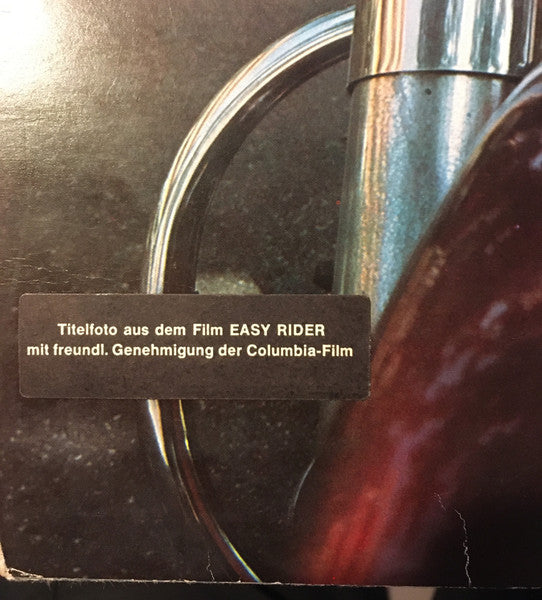 Titelfoto aus dem Film EASY RIDER
mit freundl. Genehmigung der Columbia-Film